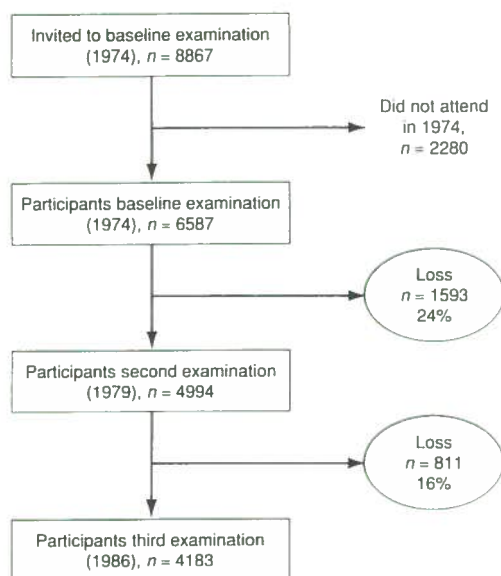 Invited to baseline examination
(1974), n = 8867
Did not attend
in 1974,
n = 2280
Participants baseline examination
(1974), n = 6587
Loss
n = 1593
24%
Participants second examination
(1979), n = 4994
Loss
n = 811
16%
Participants third examination
(1986), n = 4183